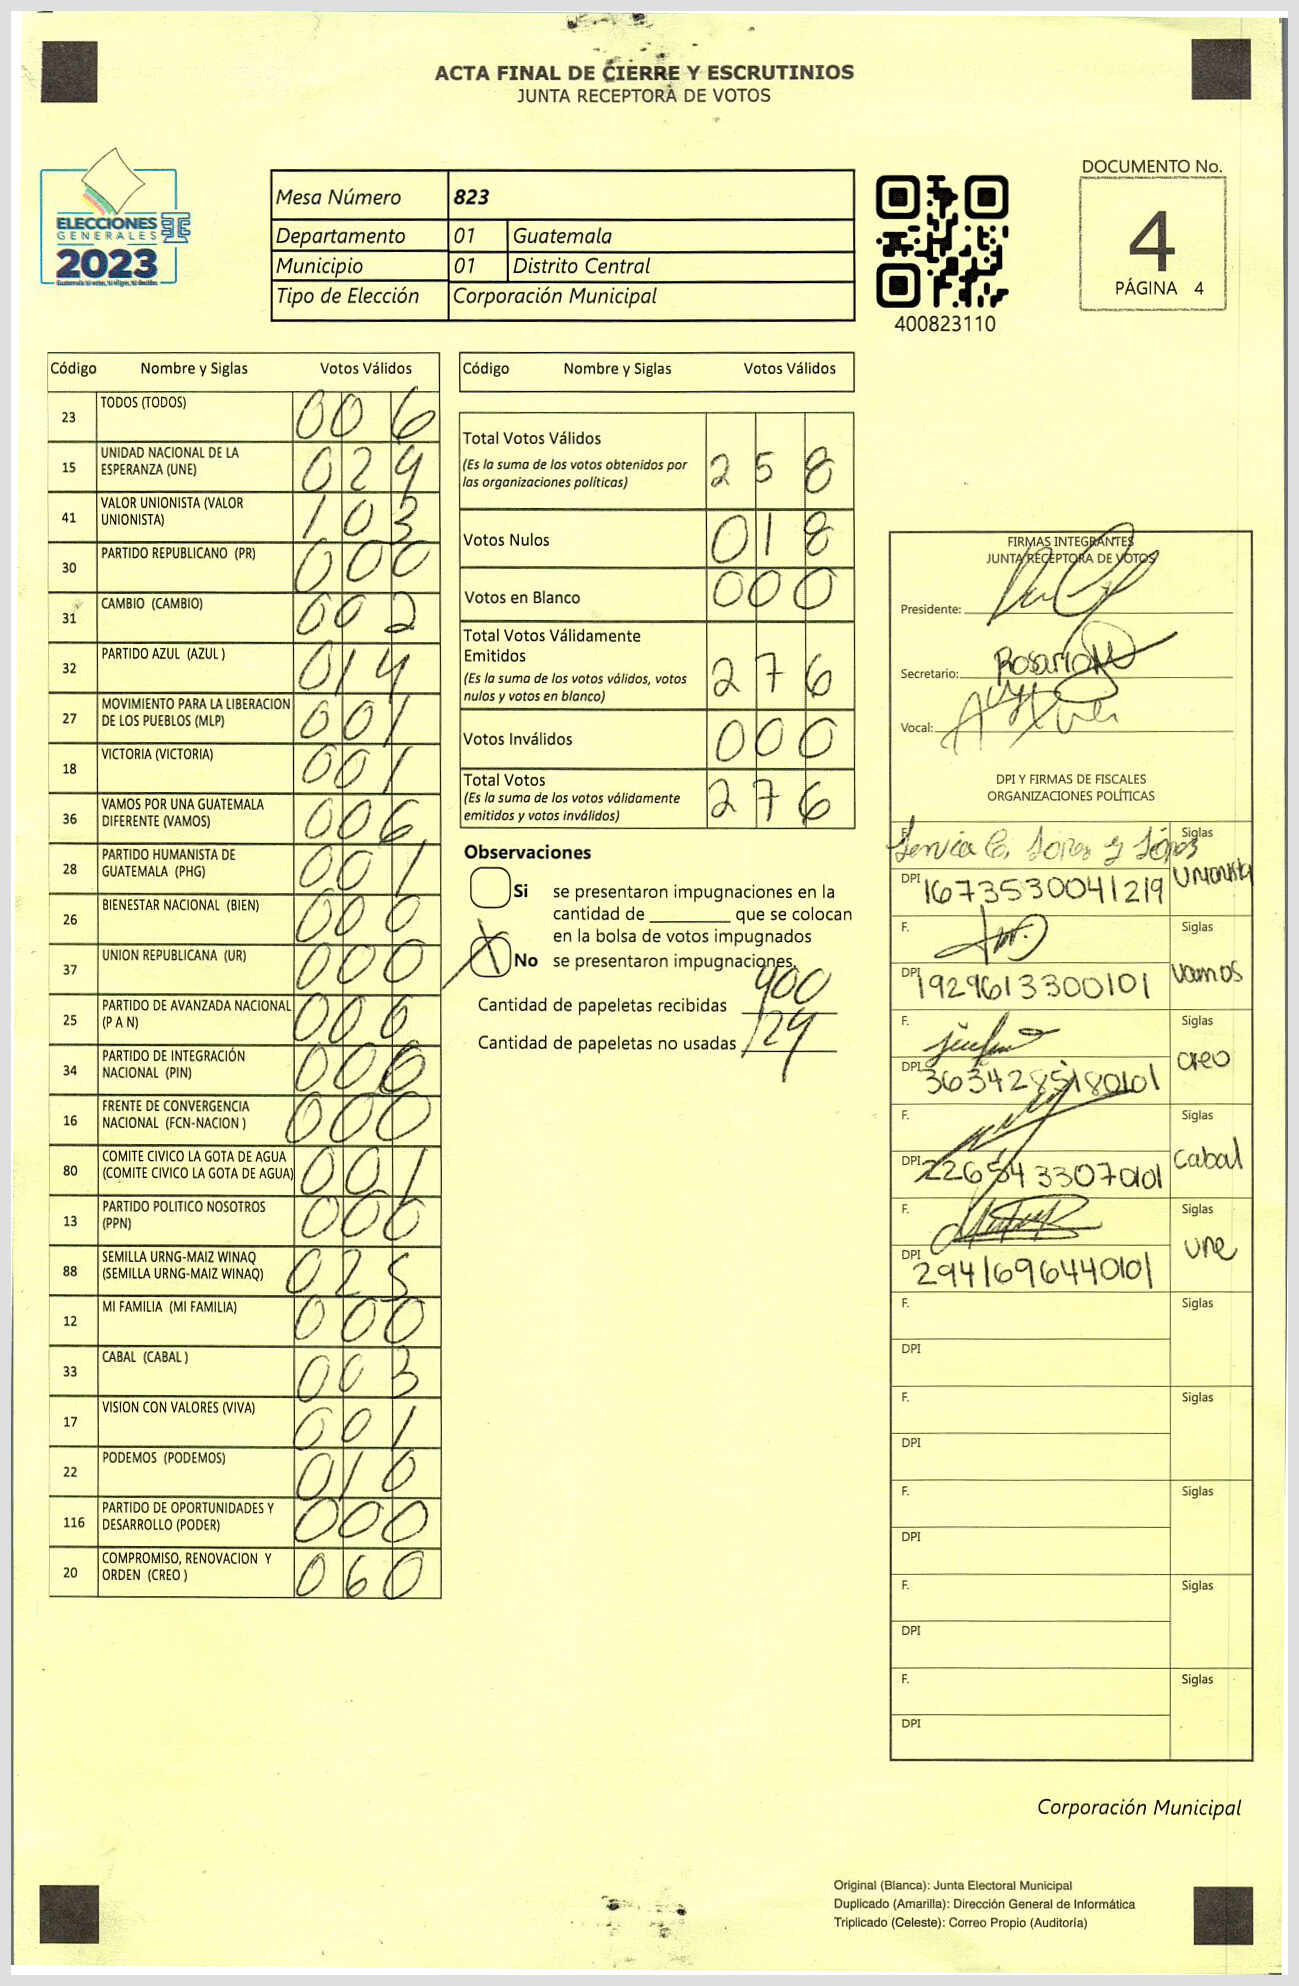 ACTA FINAL DE CIERRE Y ESCRUTINIOS
JUNTA RECEPTORA DE VOTOS
ELECCIONES
GENERALES
2023
Mesa Número 823
Departamento 01 Guatemala
Municipio 01 Distrito Central
Tipo de Elección Corporación Municipal
400823110
DOCUMENTO No.
4
PÁGINA 4
Código Nombre y Siglas Votos Válidos
23 TODOS (TODOS) 006
15 UNIDAD NACIONAL DE LA
ESPERANZA (UNE) 024
41 VALOR UNIONISTA (VALOR
UNIONISTA) 103
30 PARTIDO REPUBLICANO (PR) 000
31 CAMBIO (CAMBIO) 002
32 PARTIDO AZUL (AZUL ) 014
27 MOVIMIENTO PARA LA LIBERACION
DE LOS PUEBLOS (MLP) 001
18 VICTORIA (VICTORIA) 001
36 VAMOS POR UNA GUATEMALA
DIFERENTE (VAMOS) 006
28 PARTIDO HUMANISTA DE
GUATEMALA (PHG) 001
26 BIENESTAR NACIONAL (BIEN) 000
37 UNION REPUBLICANA (UR) 000
25 PARTIDO DE AVANZADA NACIONAL
(P A N) 000
34 PARTIDO DE INTEGRACIÓN
NACIONAL (PIN) 000
16 FRENTE DE CONVERGENCIA
NACIONAL (FCN-NACION ) 000
80 COMITE CIVICO LA GOTA DE AGUA
(COMITE CIVICO LA GOTA DE AGUA) 001
13 PARTIDO POLITICO NOSOTROS
(PPN) 000
88 SEMILLA URNG-MAIZ WINAQ
(SEMILLA URNG-MAIZ WINAQ) 025
12 MI FAMILIA (MI FAMILIA) 000
33 CABAL (CABAL ) 003
17 VISION CON VALORES (VIVA) 001
22 PODEMOS (PODEMOS) 010
116 PARTIDO DE OPORTUNIDADES Y
DESARROLLO (PODER) 000
20 COMPROMISO, RENOVACION Y
ORDEN (CREO ) 060
Código Nombre y Siglas Votos Válidos
Total Votos Válidos
(Es la suma de los votos obtenidos por
las organizaciones políticas) 258
Votos Nulos 018
Votos en Blanco 000
Total Votos Válidamente
Emitidos
(Es la suma de los votos válidos, votos
nulos y votos en blanco) 276
Votos Inválidos 000
Total Votos
(Es la suma de los votos válidamente
emitidos y votos inválidos) 276
Observaciones
Si se presentaron impugnaciones en la
cantidad de ________ que se colocan
en la bolsa de votos impugnados
X No se presentaron impugnaciones.
Cantidad de papeletas recibidas 400
Cantidad de papeletas no usadas 124
FIRMAS INTEGRANTES
JUNTA RECEPTORA DE VOTOS
Presidente:
Secretario: Rosario
Vocal:
DPI Y FIRMAS DE FISCALES
ORGANIZACIONES POLÍTICAS
F. Siglas
DPI 1673530041219 Unionista
F. Siglas
DPI 1929613300101 Vamos
F. Siglas
DPI 3634285180101 creo
F. Siglas
DPI 2265433070101 cabal
F. Siglas
DPI 2941696440101 une
F. Siglas
DPI
F. Siglas
DPI
F. Siglas
DPI
F. Siglas
DPI
F. Siglas
DPI
Corporación Municipal
Original (Blanca): Junta Electoral Municipal
Duplicado (Amarilla): Dirección General de Informática
Triplicado (Celeste): Correo Propio (Auditoría)